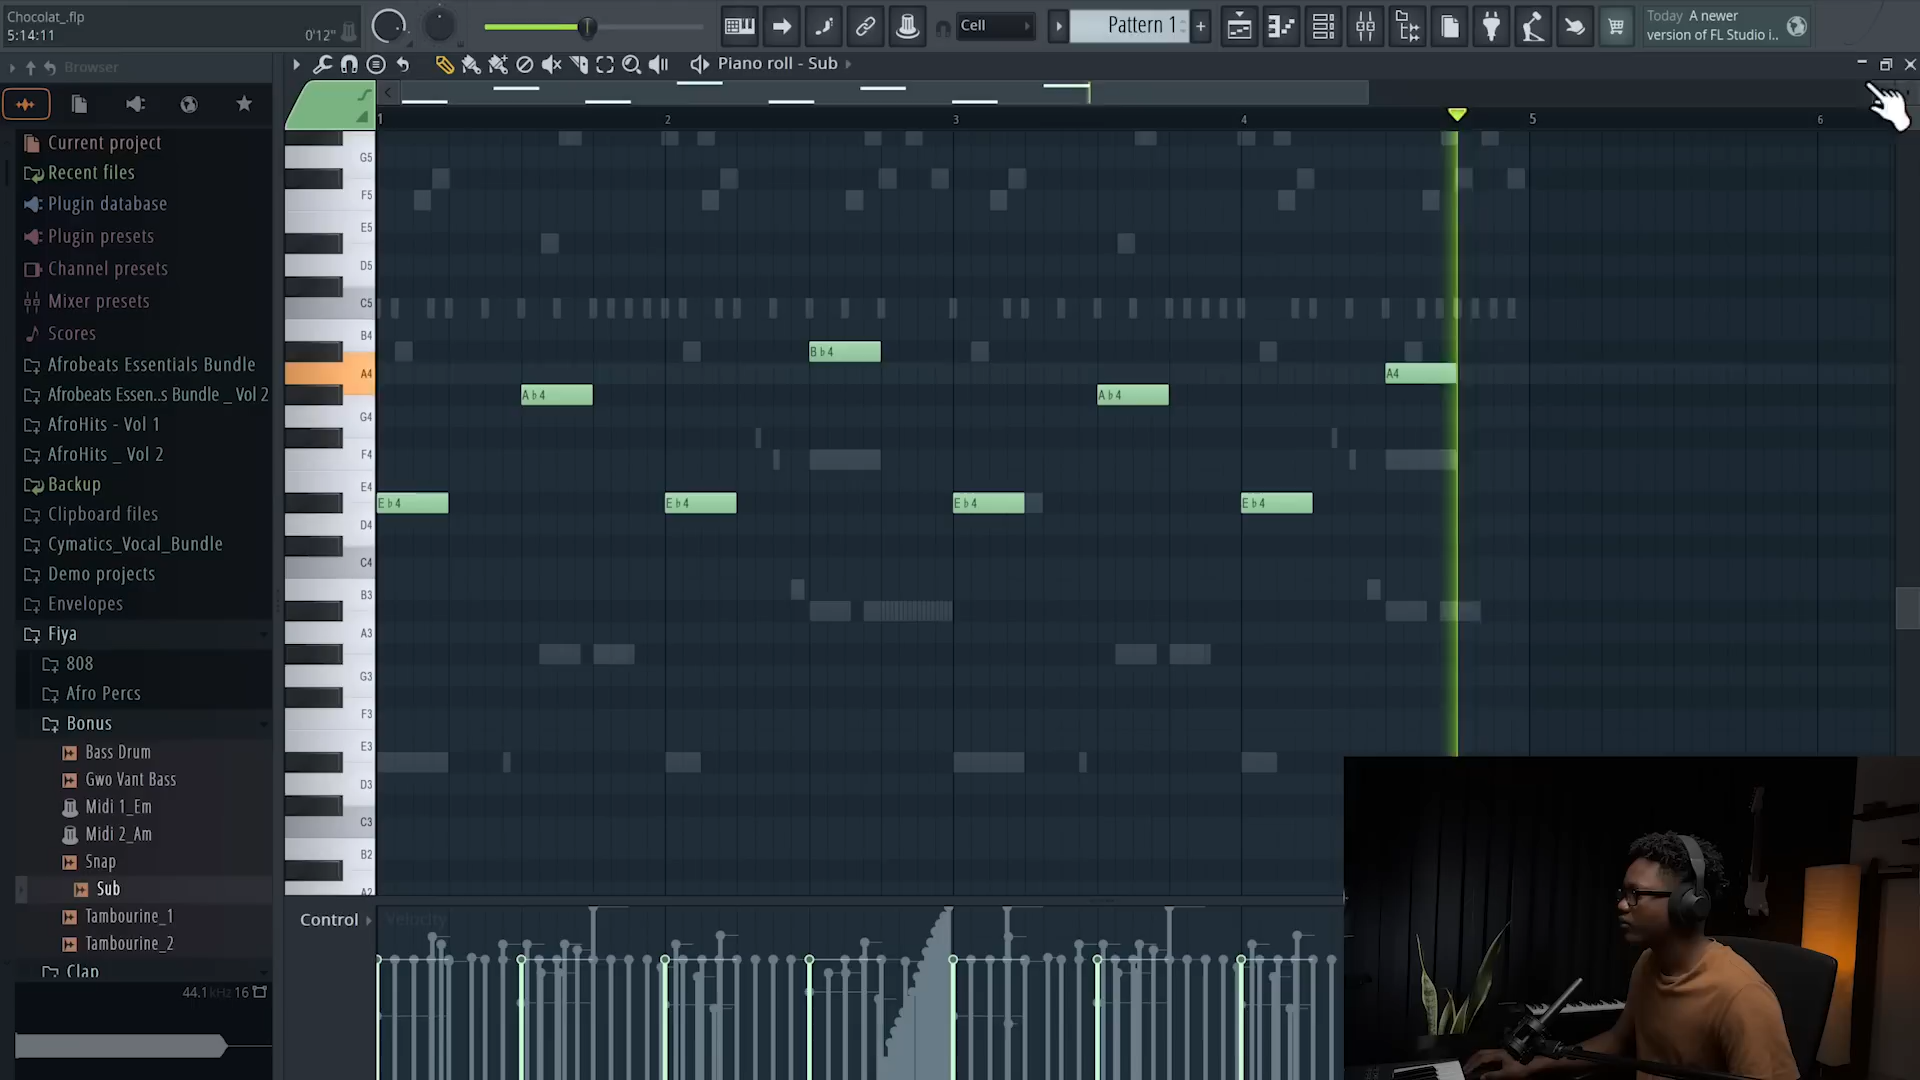 Chocolat_.flp
5:14:11
0'12"
Cell
Pattern 1
Today A newer
version of FL Studio i..
Browser
Piano roll - Sub
Current project
Recent files
Plugin database
Plugin presets
Channel presets
Mixer presets
Scores
Afrobeats Essentials Bundle
Afrobeats Essen..s Bundle _ Vol 2
AfroHits - Vol 1
AfroHits _ Vol 2
Backup
Clipboard files
Cymatics_Vocal_Bundle
Demo projects
Envelopes
Fiya
808
Afro Percs
Bonus
Bass Drum
Gwo Vant Bass
Midi 1_Em
Midi 2_Am
Snap
Sub
Tambourine_1
Tambourine_2
Clap
44.1 kHz 16
1 2 3 4 5 6
G5
F5
E5
D5
C5
B4
A4
G4
F4
E4
D4
C4
B3
A3
G3
F3
E3
D3
C3
B2
A2
B♭4
A4
A♭4 A♭4
E♭4 E♭4 E♭4 E♭4
Control Velocity